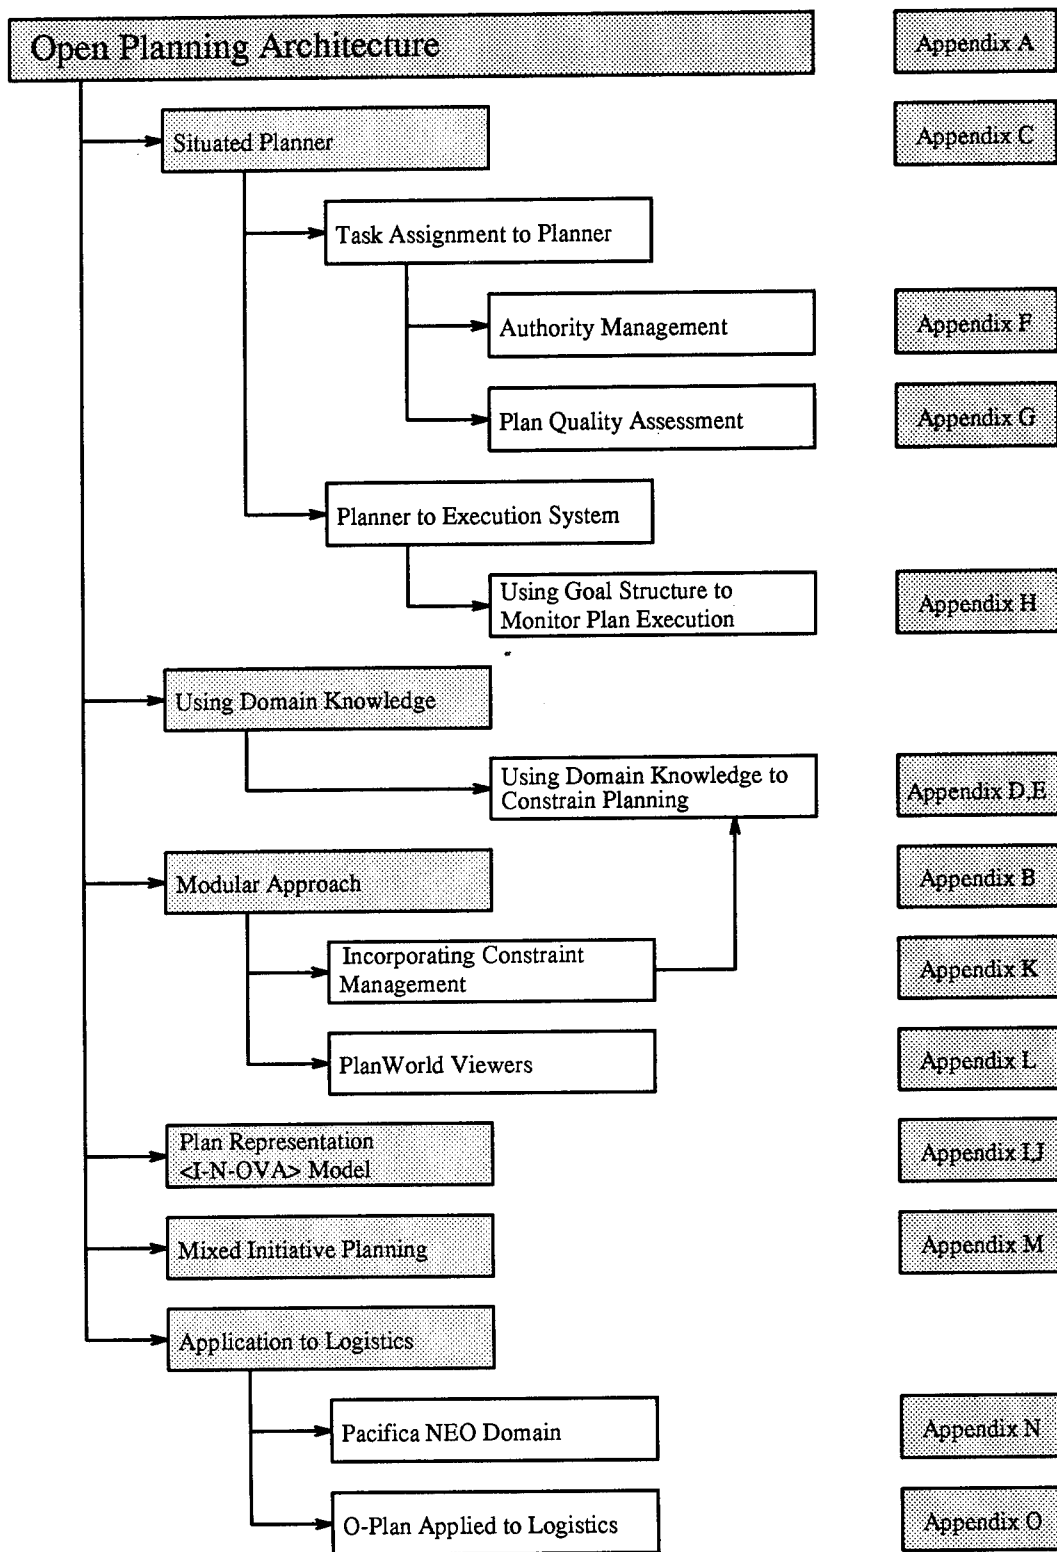 Open Planning Architecture
Appendix A
Situated Planner
Appendix C
Task Assignment to Planner
Authority Management
Appendix F
Plan Quality Assessment
Appendix G
Planner to Execution System
Using Goal Structure to
Monitor Plan Execution
Appendix H
Using Domain Knowledge
Using Domain Knowledge to
Constrain Planning
Appendix D,E
Modular Approach
Appendix B
Incorporating Constraint
Management
Appendix K
PlanWorld Viewers
Appendix L
Plan Representation
<I-N-OVA> Model
Appendix I,J
Mixed Initiative Planning
Appendix M
Application to Logistics
Pacifica NEO Domain
Appendix N
O-Plan Applied to Logistics
Appendix O